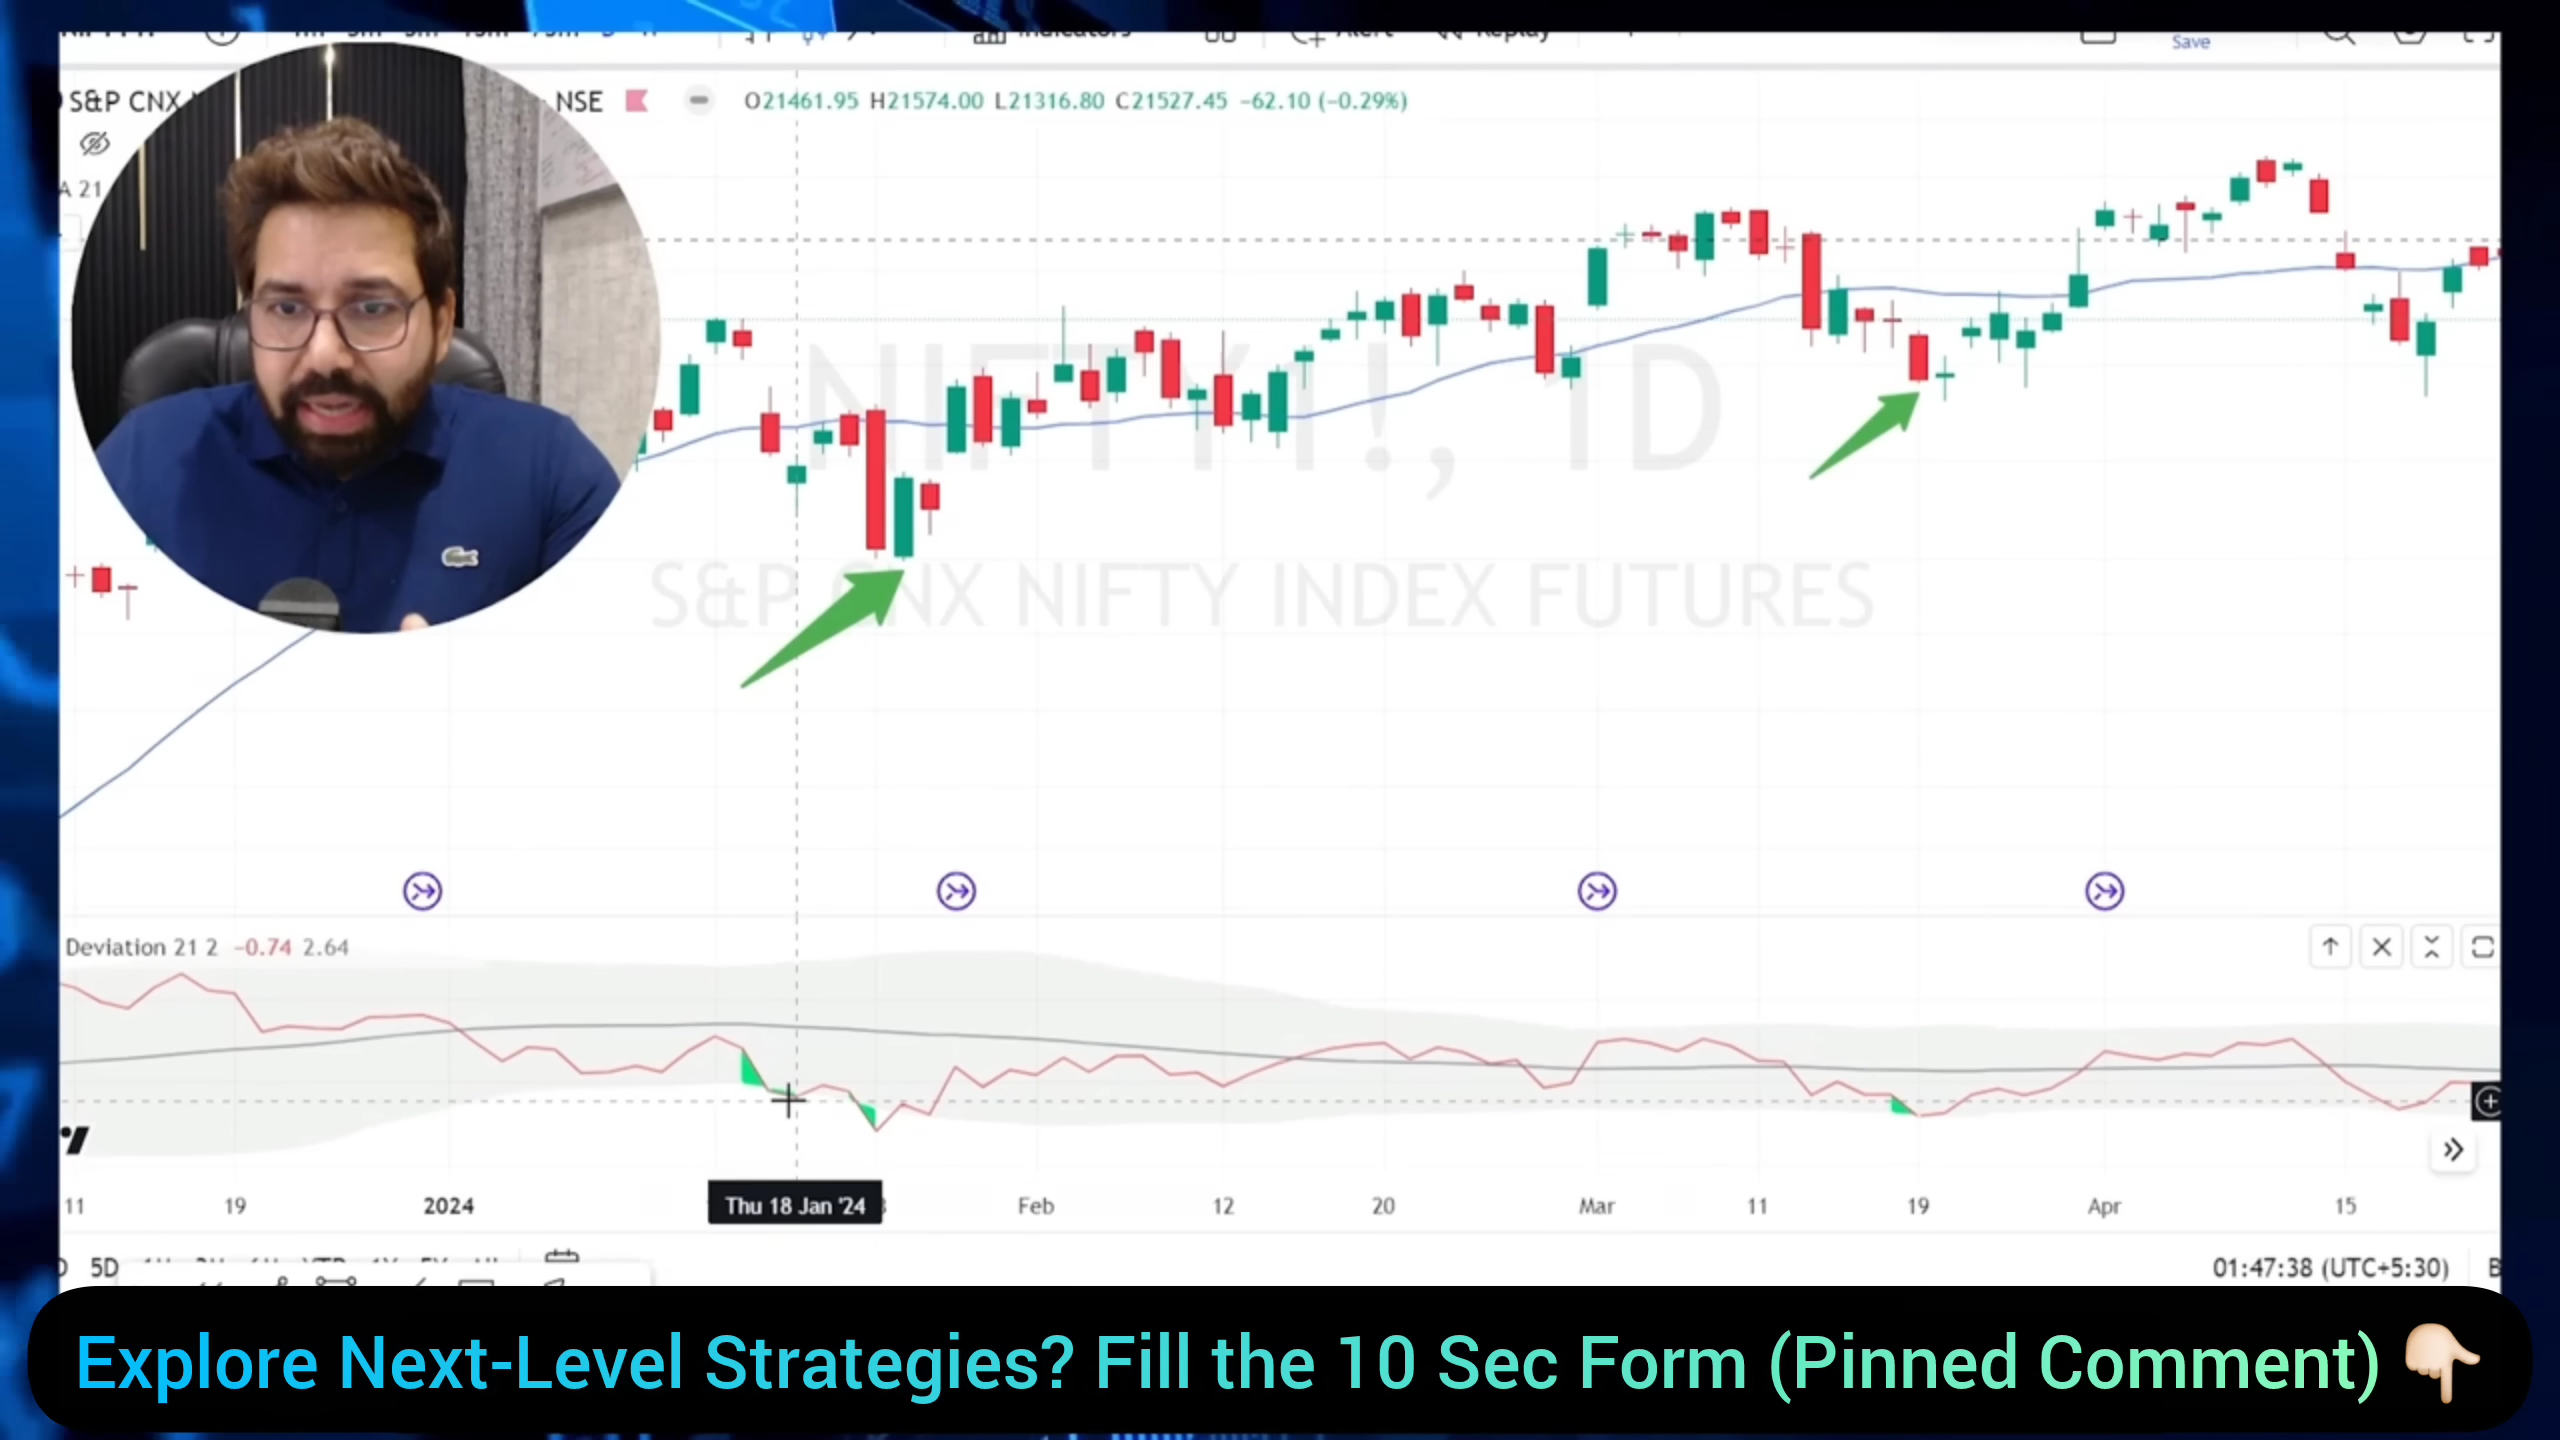 Save
S&P CNX
NSE
O21461.95 H21574.00 L21316.80 C21527.45 −62.10 (−0.29%)
A 21
NIFTY1!, 1D
S&P CNX NIFTY INDEX FUTURES
Deviation 21 2 −0.74 2.64
11 19 2024 Thu 18 Jan '24 Feb 12 20 Mar 11 19 Apr 15
5D
01:47:38 (UTC+5:30)
Explore Next-Level Strategies? Fill the 10 Sec Form (Pinned Comment)